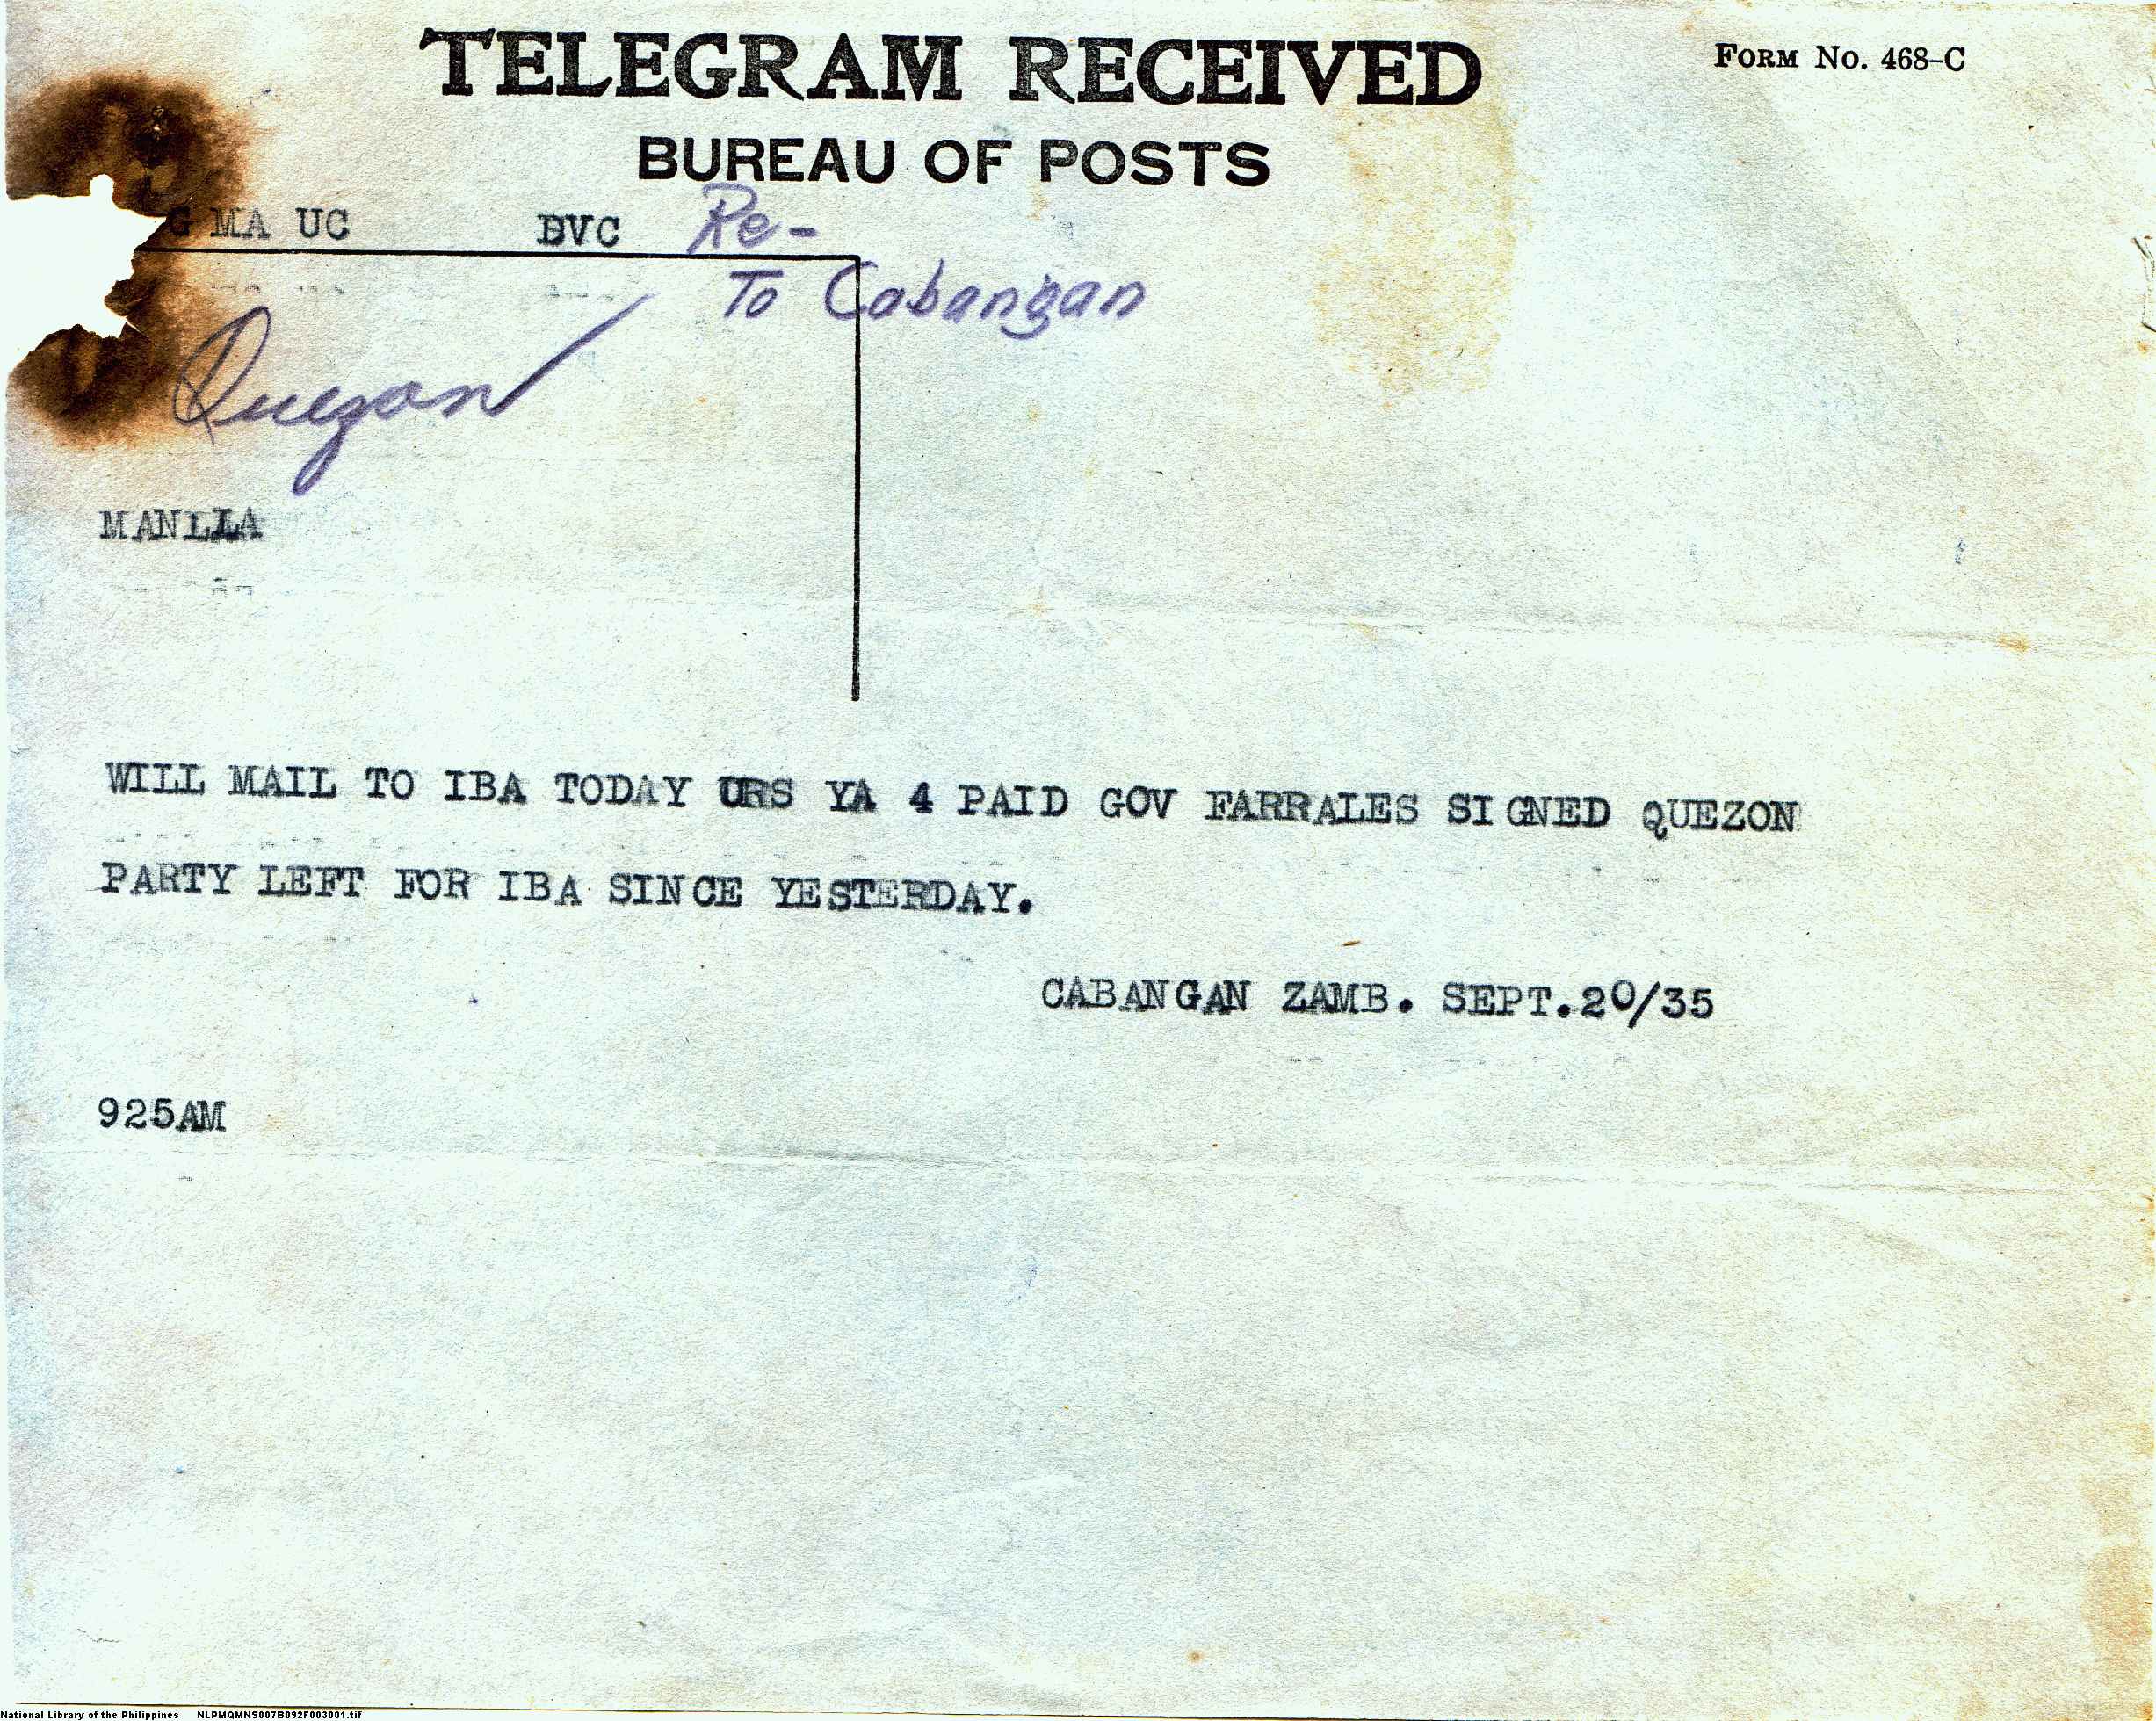 TELEGRAM RECEIVED
FORM No. 468-C
BUREAU OF POSTS
G MA UC BVC Re-
To Cabangan
Quezon
MANLLA
WILL MAIL TO IBA TODAY URS YA 4 PAID GOV FARRALES SIGNED QUEZON
PARTY LEFT FOR IBA SINCE YESTERDAY.
CABANGAN ZAMB. SEPT.20/35
925AM
National Library of the Philippines NLPMQMNS007B092F003001.tif